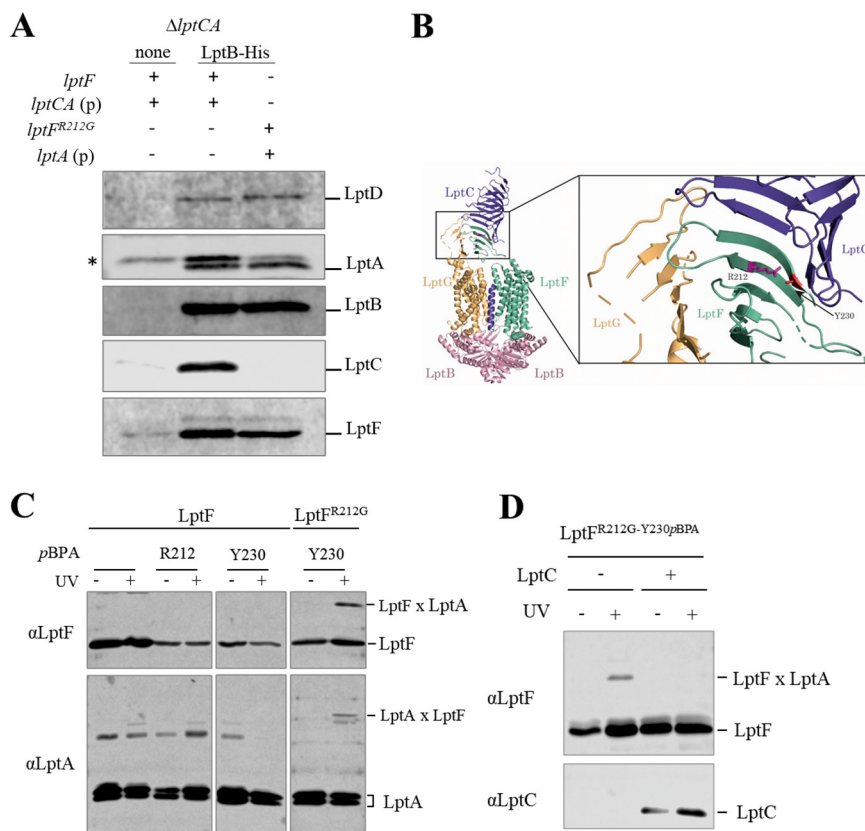 A
ΔlptCA
none LptB-His
lptF + + -
lptCA (p) + + -
lptF^R212G - - +
lptA (p) - - +
LptD
* LptA
LptB
LptC
LptF
B
LptC
LptG LptF
LptB LptB
LptC
R212
Y230
LptG LptF
C
LptF LptF^R212G
pBPA R212 Y230 Y230
UV - + - + - + - +
αLptF
LptF x LptA
LptF
αLptA
LptA x LptF
LptA
D
LptF^R212G-Y230pBPA
LptC - +
UV - + - +
αLptF
LptF x LptA
LptF
αLptC
LptC